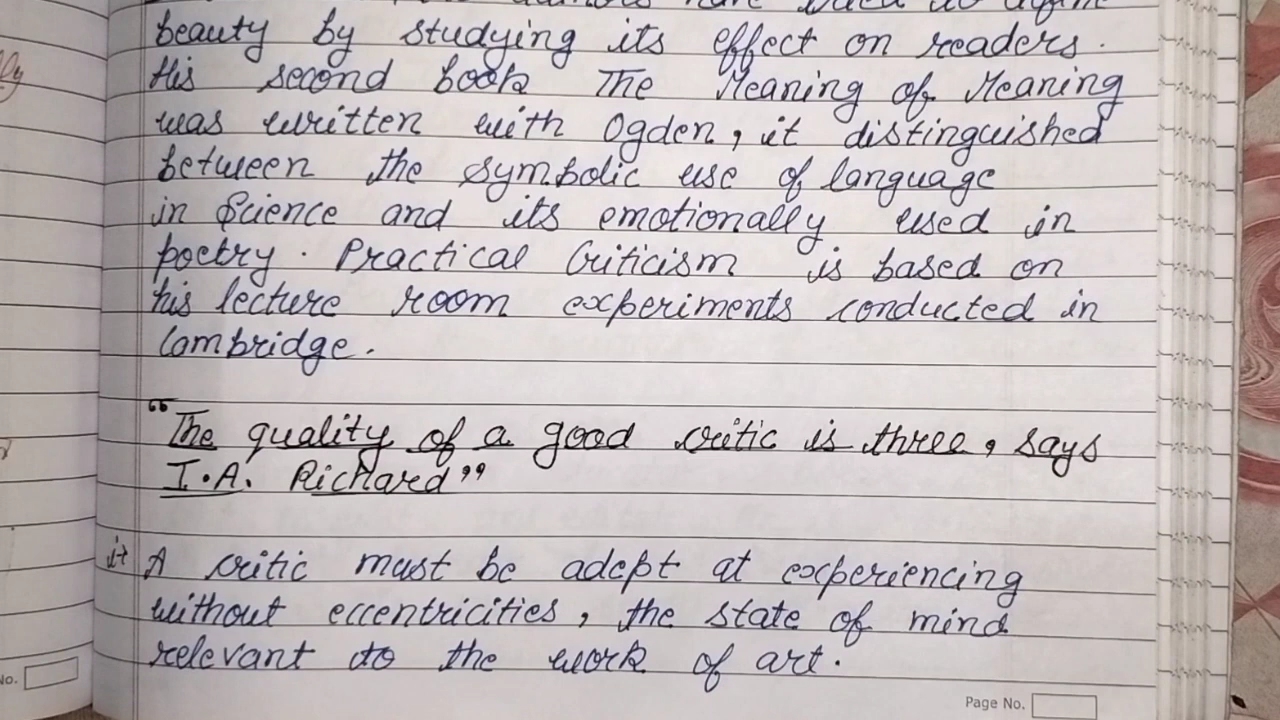 beauty by studying its effect on readers.
His second book The Meaning of Meaning
was written with Ogden, it distinguished
between the symbolic use of language
in Science and its emotionally used in
poetry. Practical Criticism is based on
his lecture room experiments conducted in
Cambridge.
"The quality of a good critic is three, says
I.A. Richard"
i→ A critic must be adept at experiencing
without eccentricities, the state of mind
relevant to the work of art.
No.
Page No.